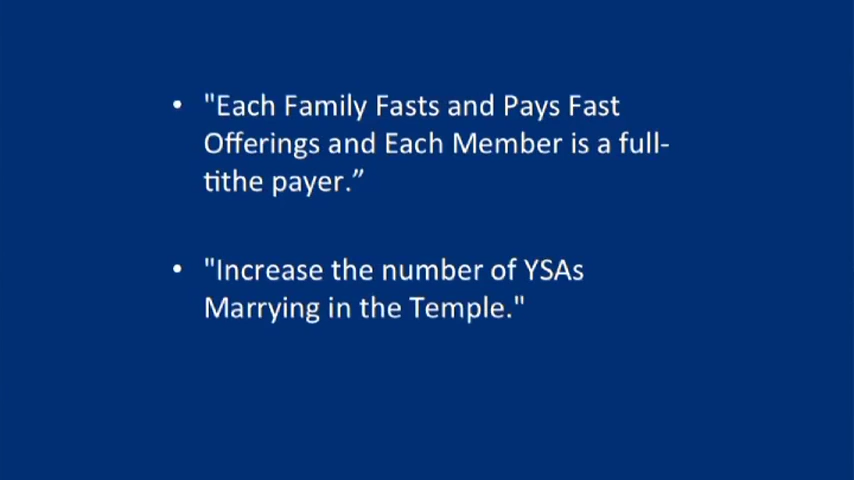 • "Each Family Fasts and Pays Fast
Offerings and Each Member is a full-
tithe payer.”
• "Increase the number of YSAs
Marrying in the Temple."